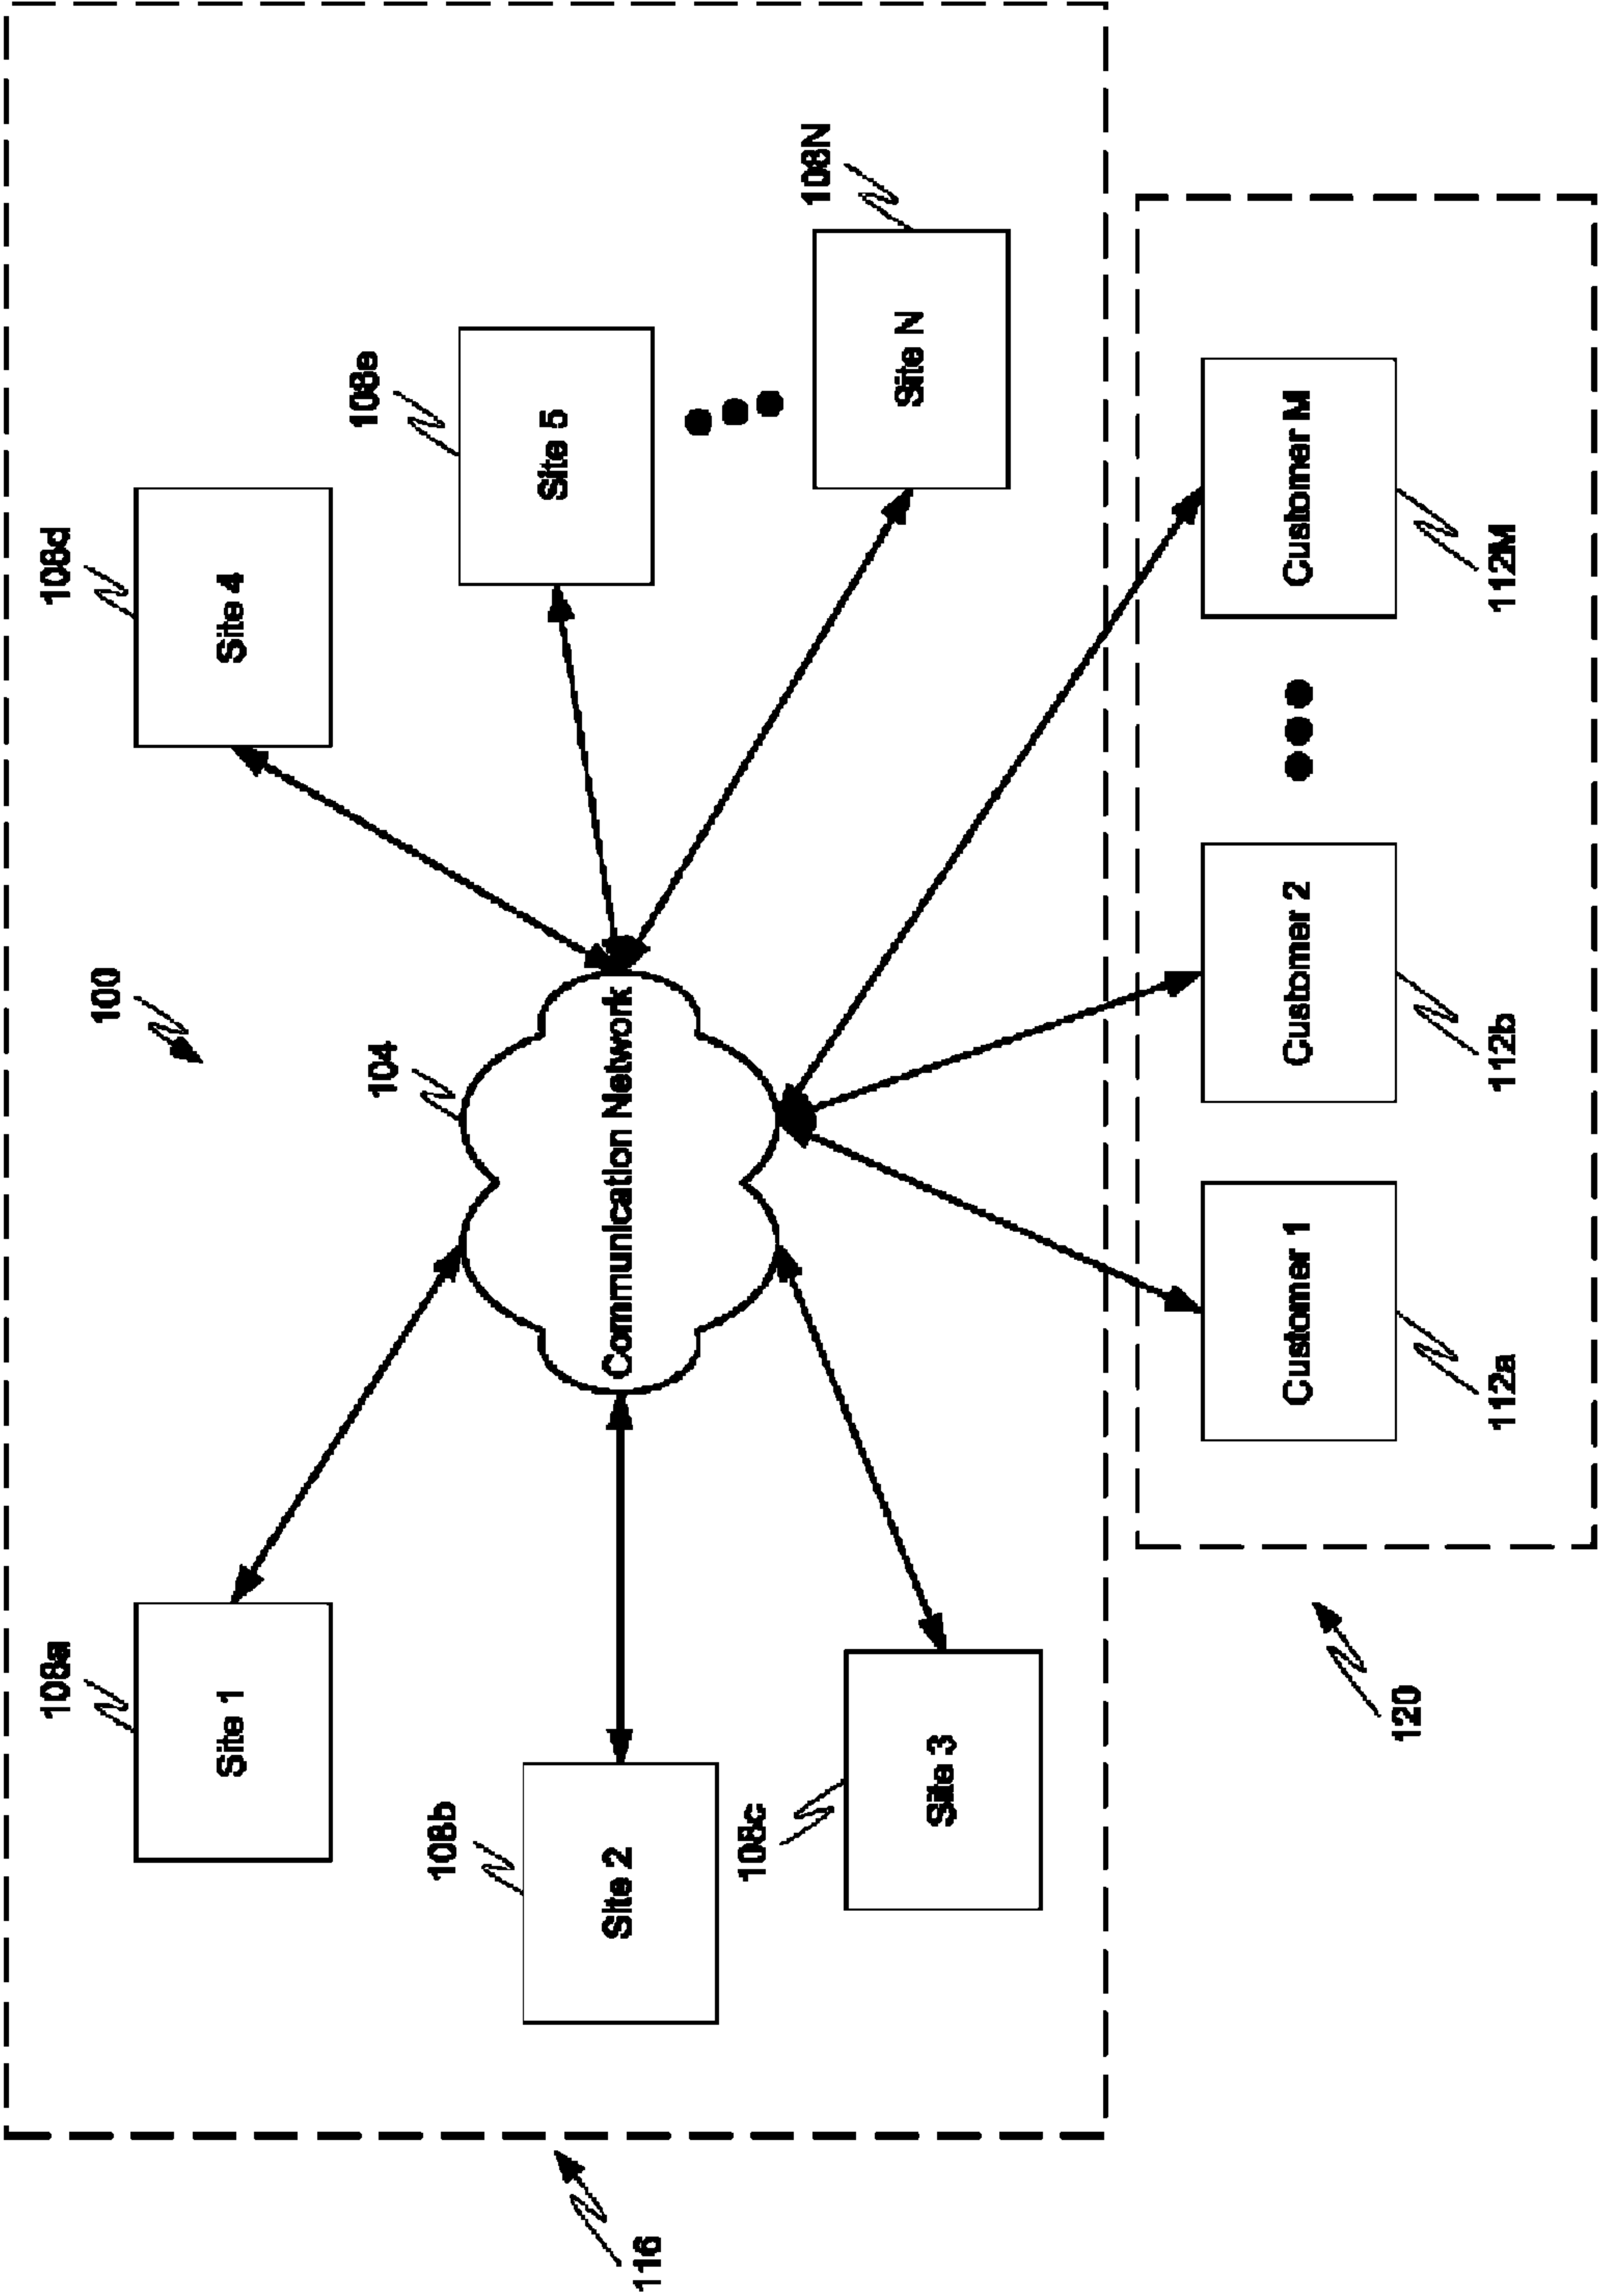 100
108a
Site 1
108d
Site 4
104
108e
Site 5
108b
Site 2
Communication Network
108c
Site 3
108N
Site N
116
Customer 1
Customer 2
Customer M
120
112a
112b
112M